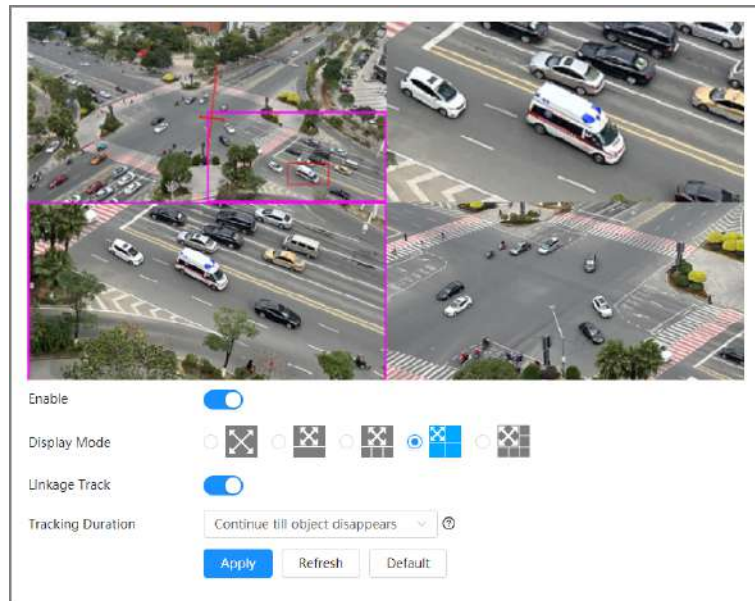 Enable
Display Mode
Linkage Track
Tracking Duration
Continue till object disappears
Apply
Refresh
Default